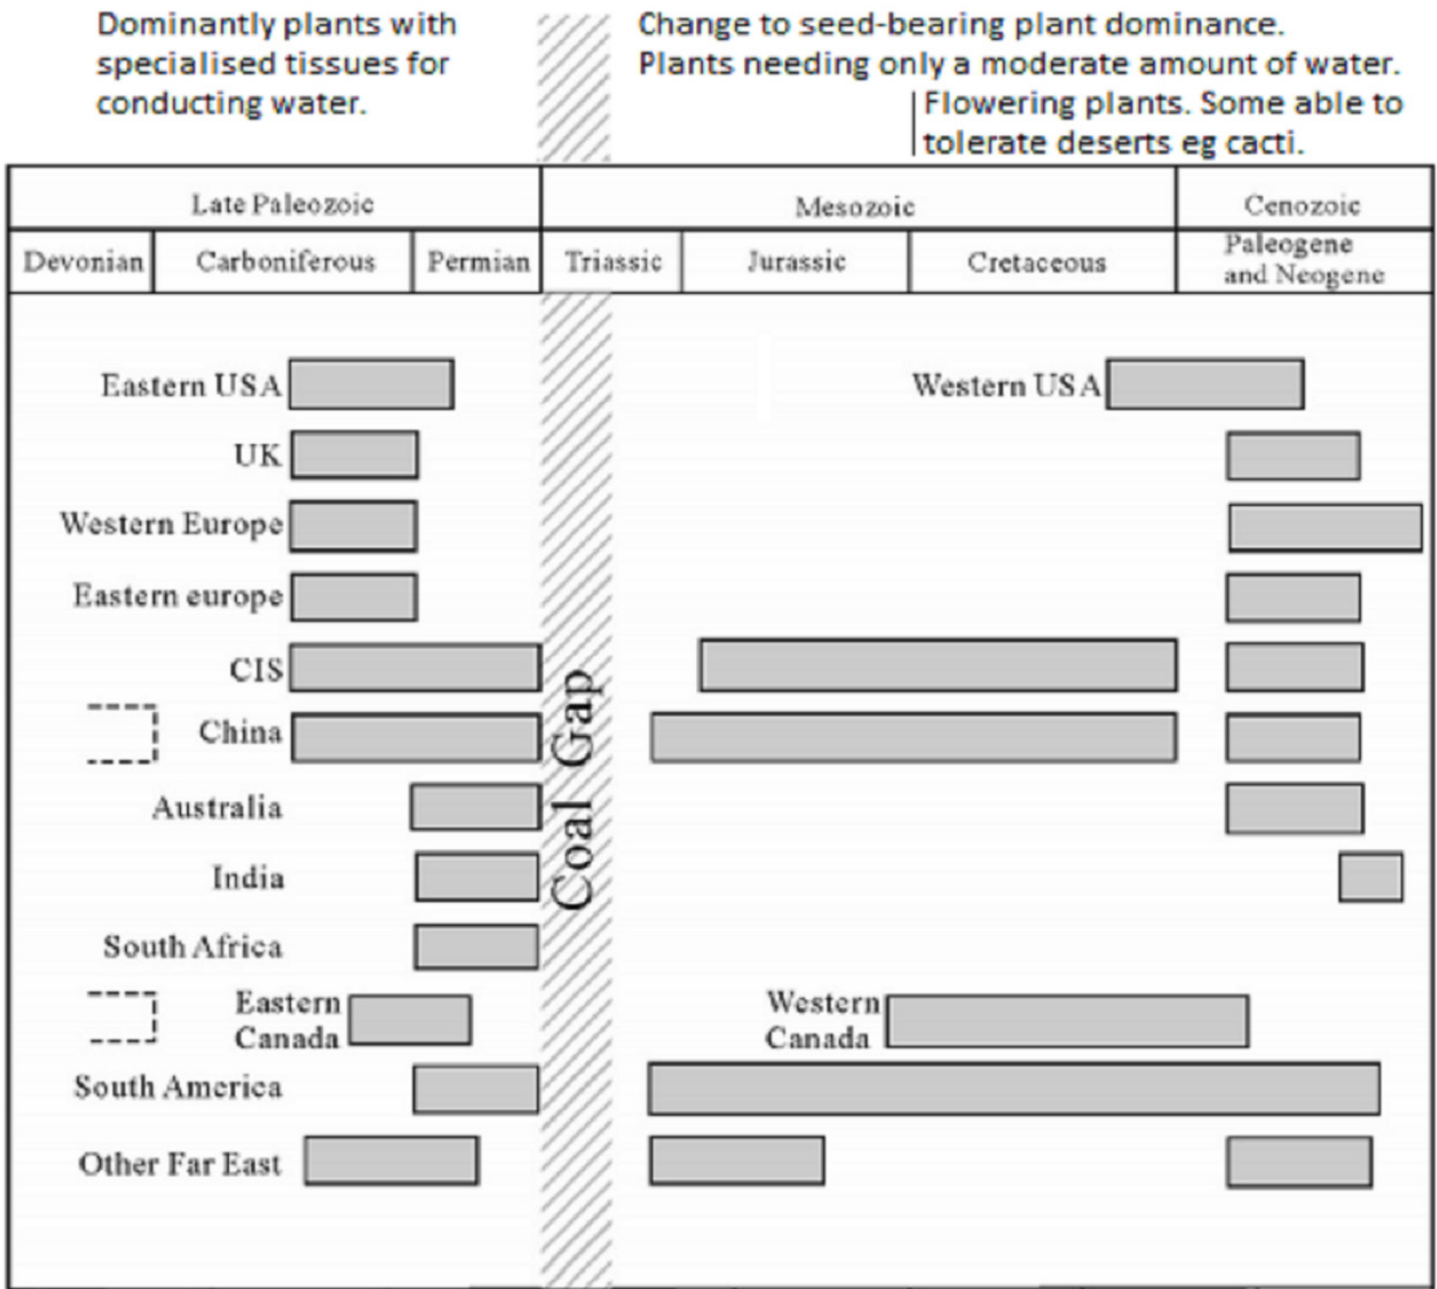 Dominantly plants with
specialised tissues for
conducting water.
Change to seed-bearing plant dominance.
Plants needing only a moderate amount of water.
Flowering plants. Some able to
tolerate deserts eg cacti.
Late Paleozoic
Mesozoic
Cenozoic
Devonian
Carboniferous
Permian
Triassic
Jurassic
Cretaceous
Paleogene
and Neogene
Eastern USA
Western USA
UK
Western Europe
Eastern europe
CIS
China
Coal Gap
Australia
India
South Africa
Eastern
Canada
Western
Canada
South America
Other Far East